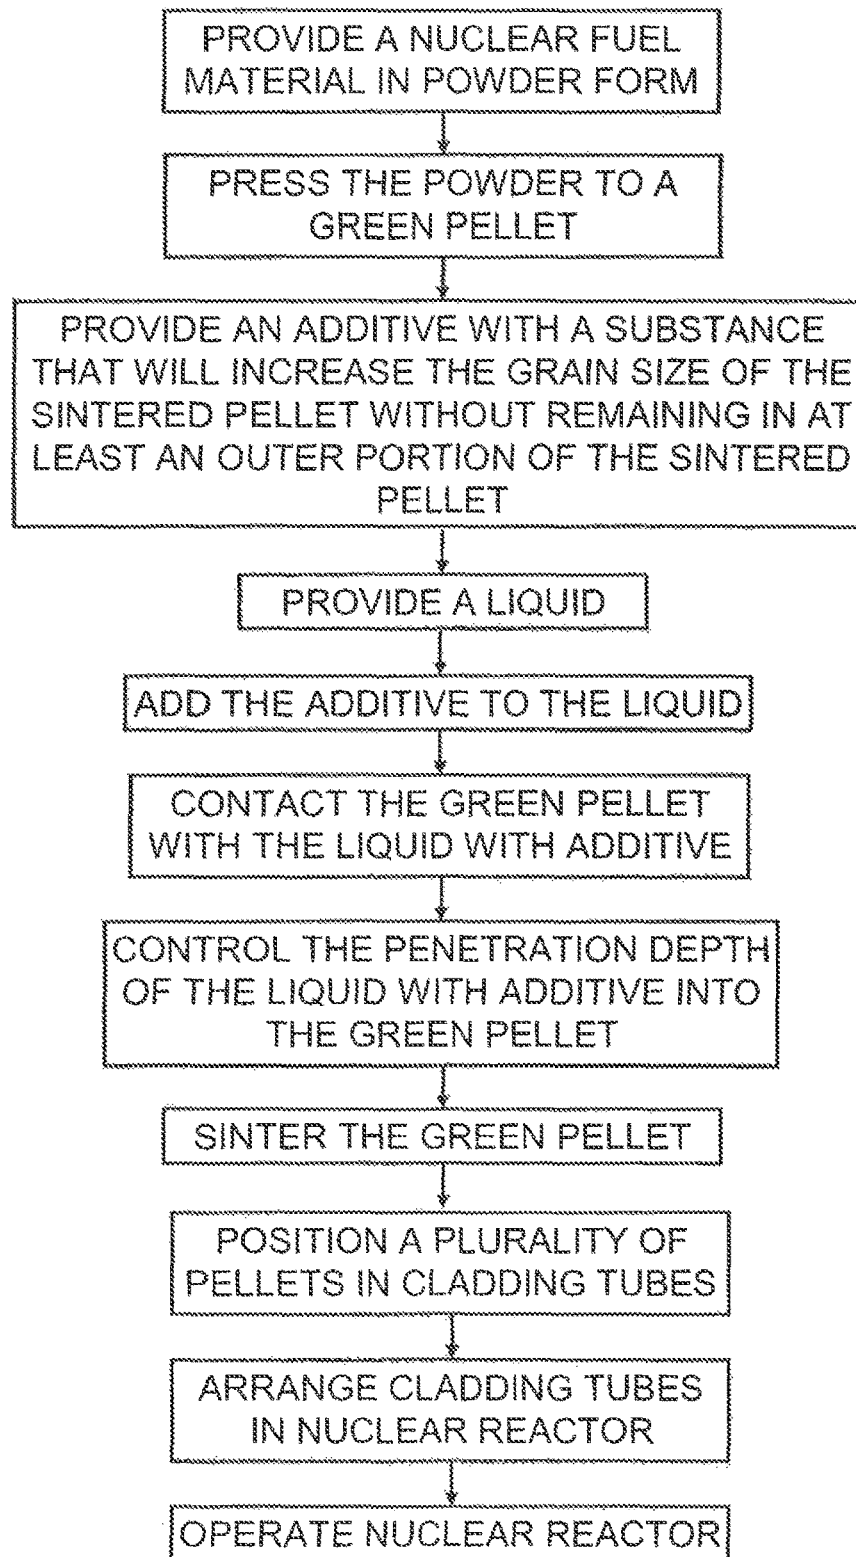 PROVIDE A NUCLEAR FUEL
MATERIAL IN POWDER FORM
PRESS THE POWDER TO A
GREEN PELLET
PROVIDE AN ADDITIVE WITH A SUBSTANCE
THAT WILL INCREASE THE GRAIN SIZE OF THE
SINTERED PELLET WITHOUT REMAINING IN AT
LEAST AN OUTER PORTION OF THE SINTERED
PELLET
PROVIDE A LIQUID
ADD THE ADDITIVE TO THE LIQUID
CONTACT THE GREEN PELLET
WITH THE LIQUID WITH ADDITIVE
CONTROL THE PENETRATION DEPTH
OF THE LIQUID WITH ADDITIVE INTO
THE GREEN PELLET
SINTER THE GREEN PELLET
POSITION A PLURALITY OF
PELLETS IN CLADDING TUBES
ARRANGE CLADDING TUBES
IN NUCLEAR REACTOR
OPERATE NUCLEAR REACTOR